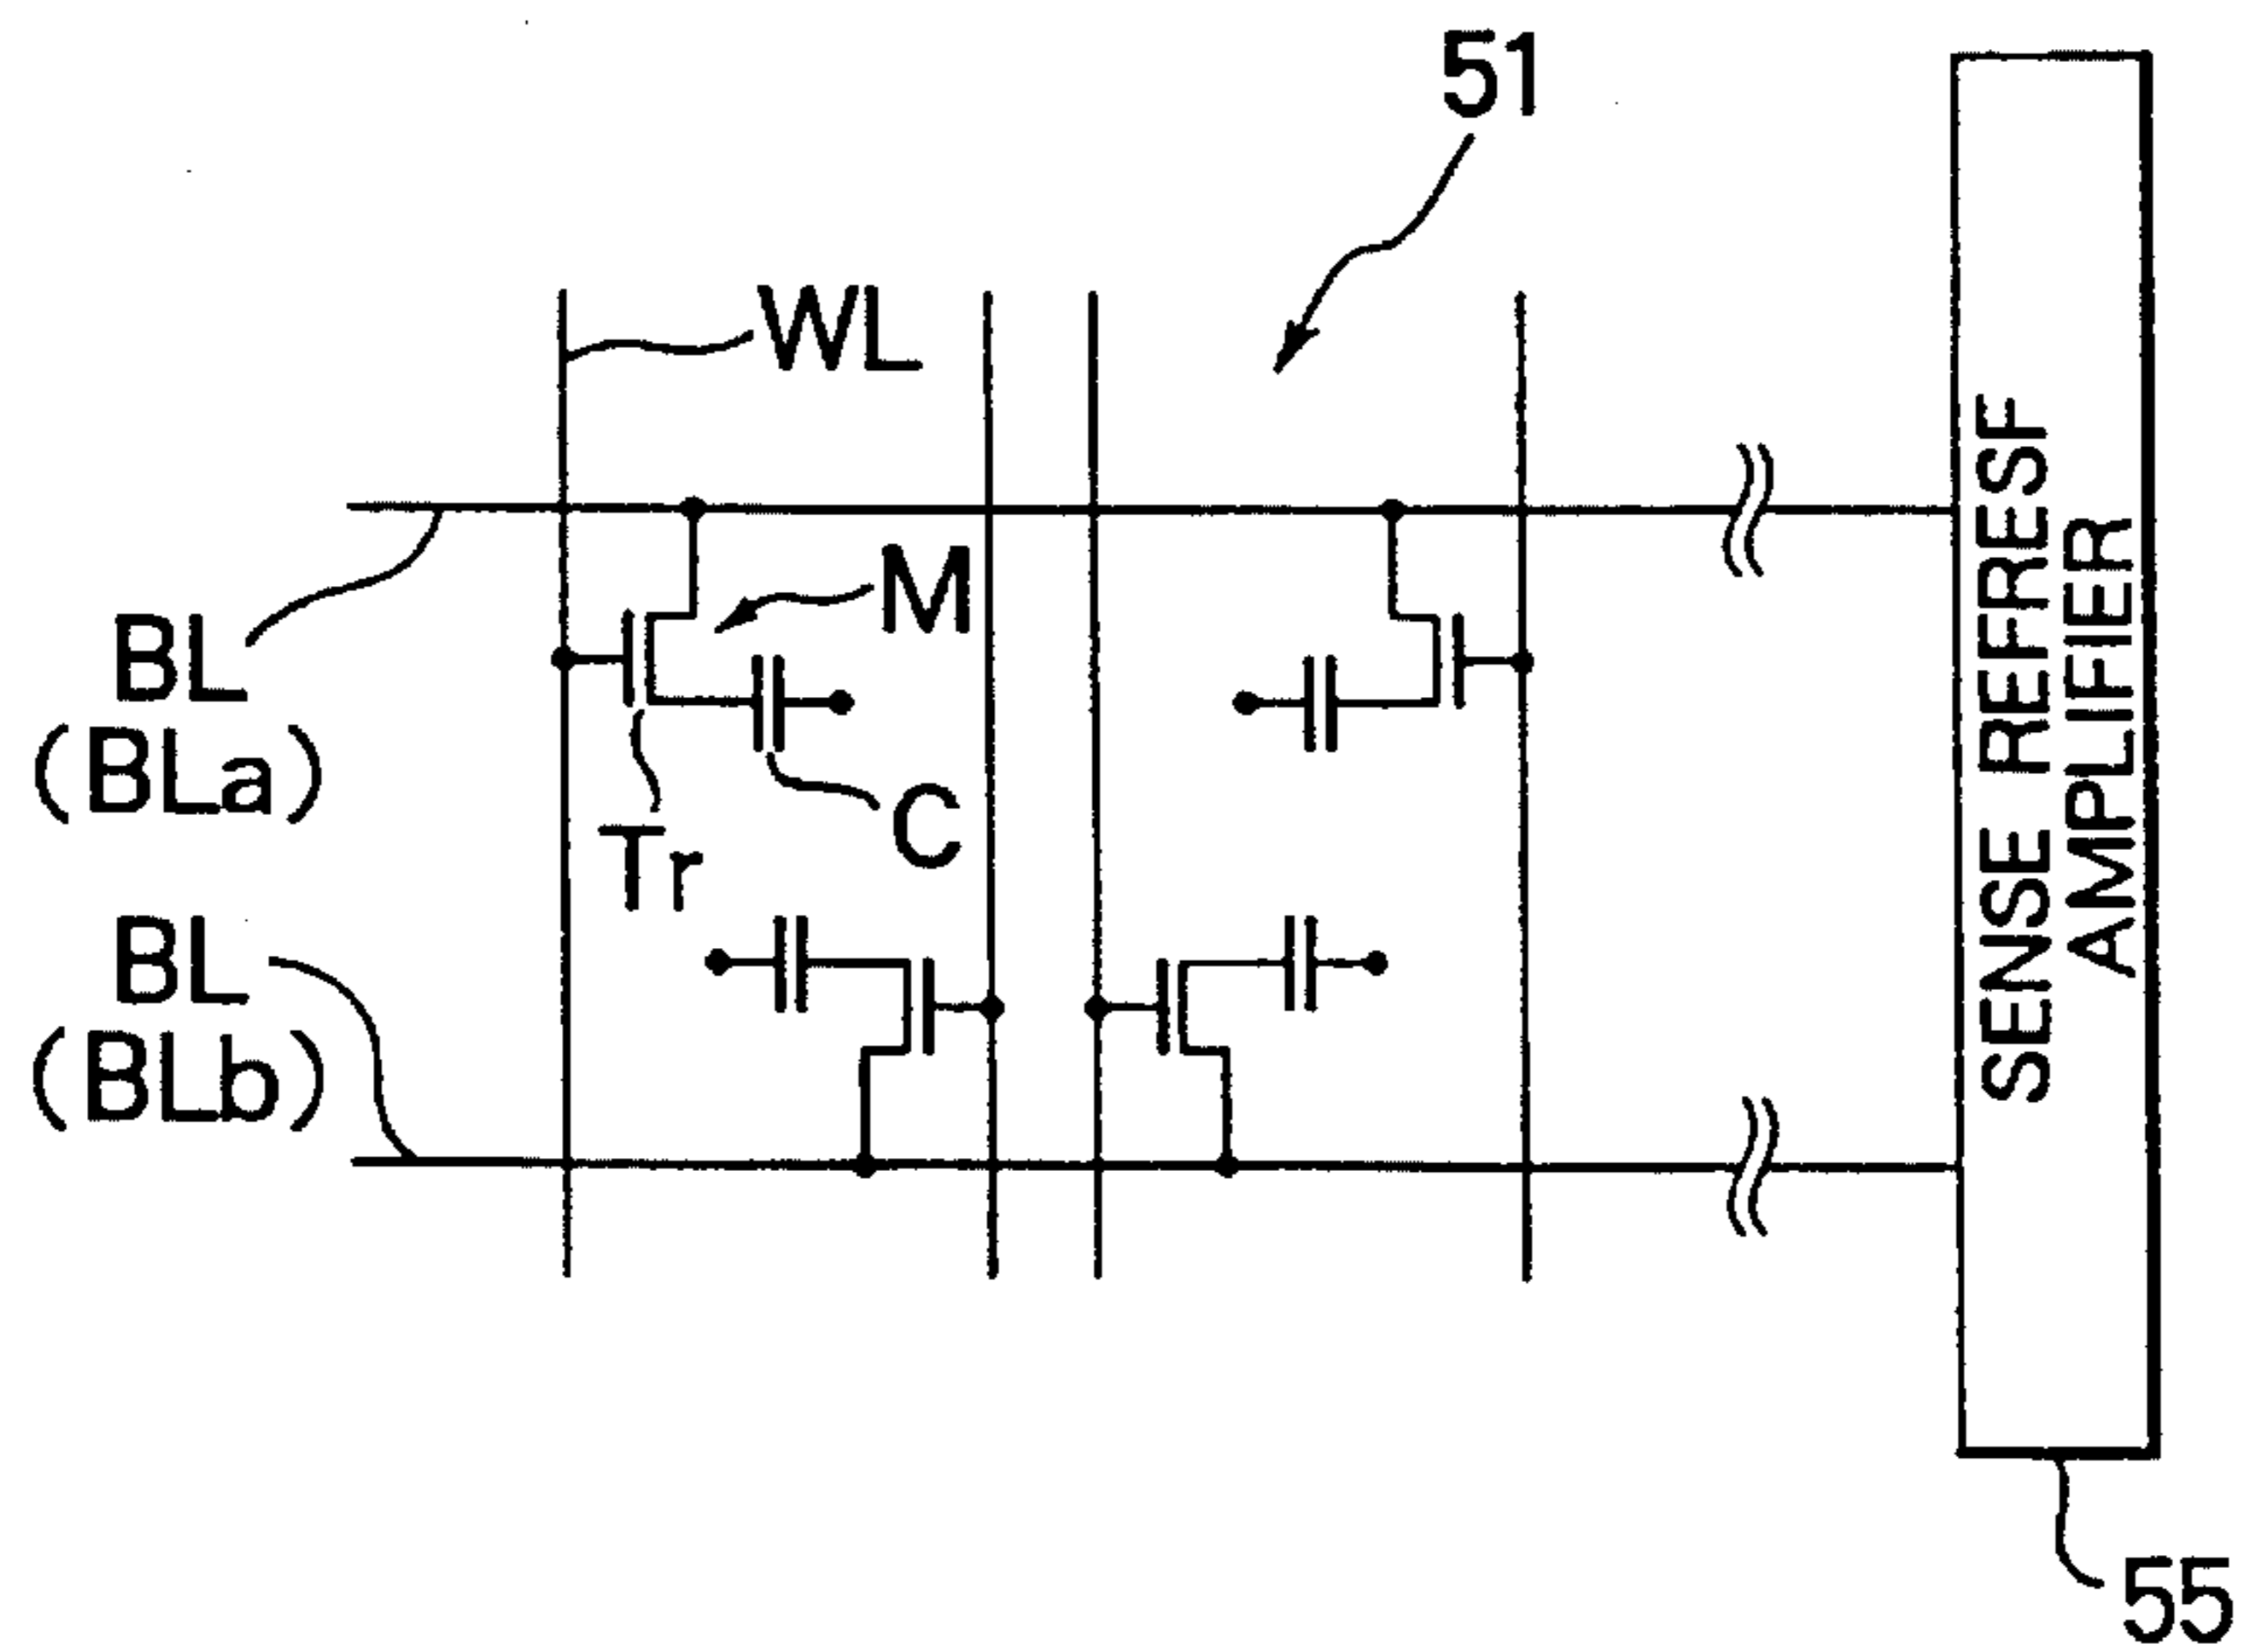 51
WL
M
BL
(BLa)
C
Tr
BL
(BLb)
SENSE REFRESF
AMPLIFIER
55